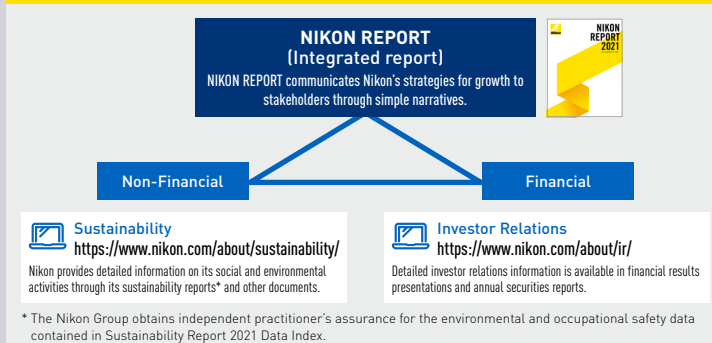 NIKON REPORT
(Integrated report)
NIKON REPORT communicates Nikon's strategies for growth to
stakeholders through simple narratives.
Nikon
NIKON
REPORT
2021
Non-Financial
Financial
Sustainability
https://www.nikon.com/about/sustainability/
Nikon provides detailed information on its social and environmental
activities through its sustainability reports* and other documents.
Investor Relations
https://www.nikon.com/about/ir/
Detailed investor relations information is available in financial results
presentations and annual securities reports.
* The Nikon Group obtains independent practitioner's assurance for the environmental and occupational safety data
contained in Sustainability Report 2021 Data Index.